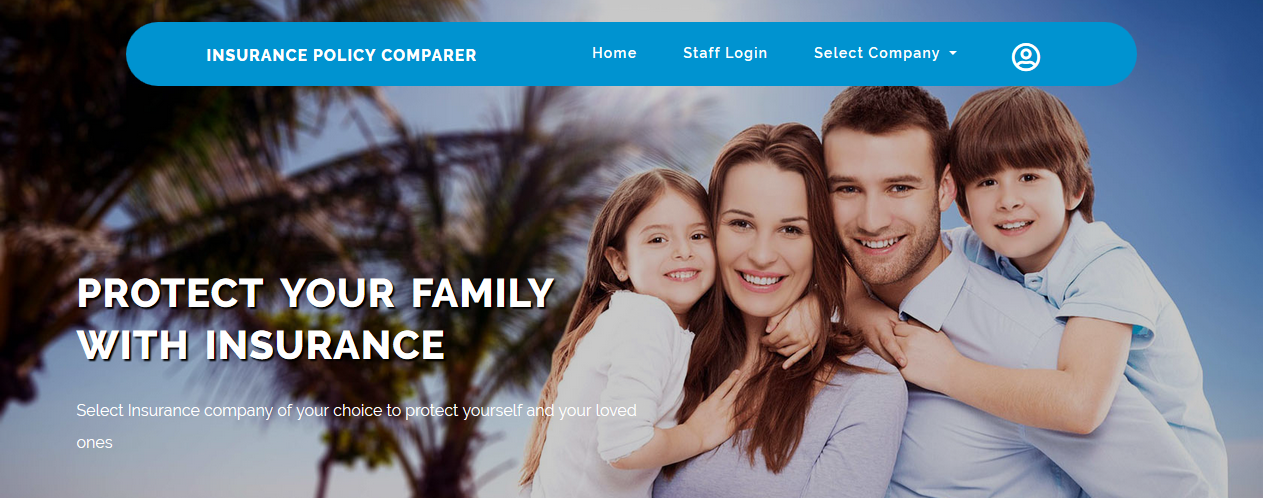 INSURANCE POLICY COMPARER
Home
Staff Login
Select Company
PROTECT YOUR FAMILY
WITH INSURANCE
Select Insurance company of your choice to protect yourself and your loved
ones